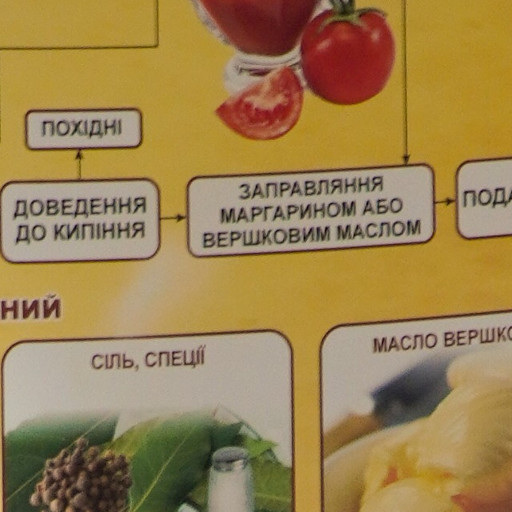 ПОХІДНІ
ДОВЕДЕННЯ
ДО КИПІННЯ
ЗАПРАВЛЯННЯ
МАРГАРИНОМ АБО
ВЕРШКОВИМ МАСЛОМ
ПОДА
НИЙ
СІЛЬ, СПЕЦІЇ
МАСЛО ВЕРШКО